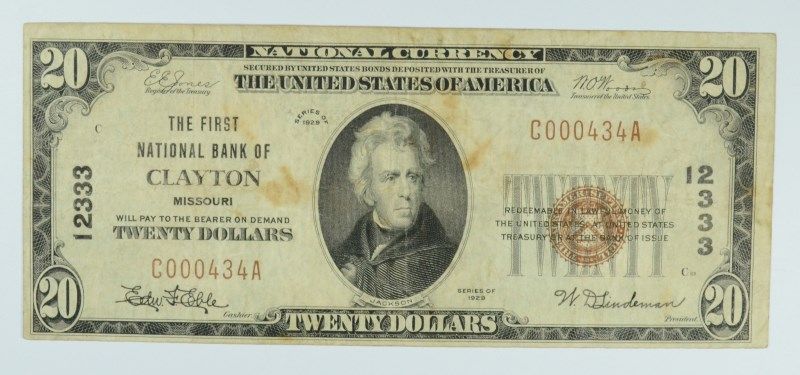 NATIONAL CURRENCY
SECURED BY UNITED STATES BONDS DEPOSITED WITH THE TREASURER OF
THE UNITED STATES OF AMERICA
20
20
E.E. Jones
Register of the Treasury
W.O. Woods
Treasurer of the United States
SERIES OF
1929
C
THE FIRST
NATIONAL BANK OF
CLAYTON
MISSOURI
WILL PAY TO THE BEARER ON DEMAND
TWENTY DOLLARS
C000434A
12333
C000434A
12333
REDEEMABLE IN LAWFUL MONEY OF
THE UNITED STATES AT UNITED STATES
TREASURY OR AT THE BANK OF ISSUE
TWENTY
JACKSON
SERIES OF
1929
Cashier
W. D. Lindeman
President
20
TWENTY DOLLARS
20